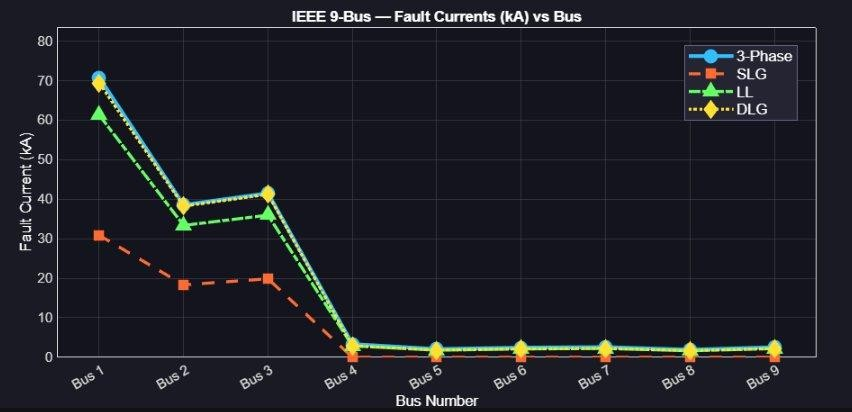 IEEE 9-Bus — Fault Currents (kA) vs Bus
80
70
60
50
40
30
20
10
0
Fault Current (kA)
3-Phase
SLG
LL
DLG
Bus 1
Bus 2
Bus 3
Bus 4
Bus 5
Bus 6
Bus 7
Bus 8
Bus 9
Bus Number